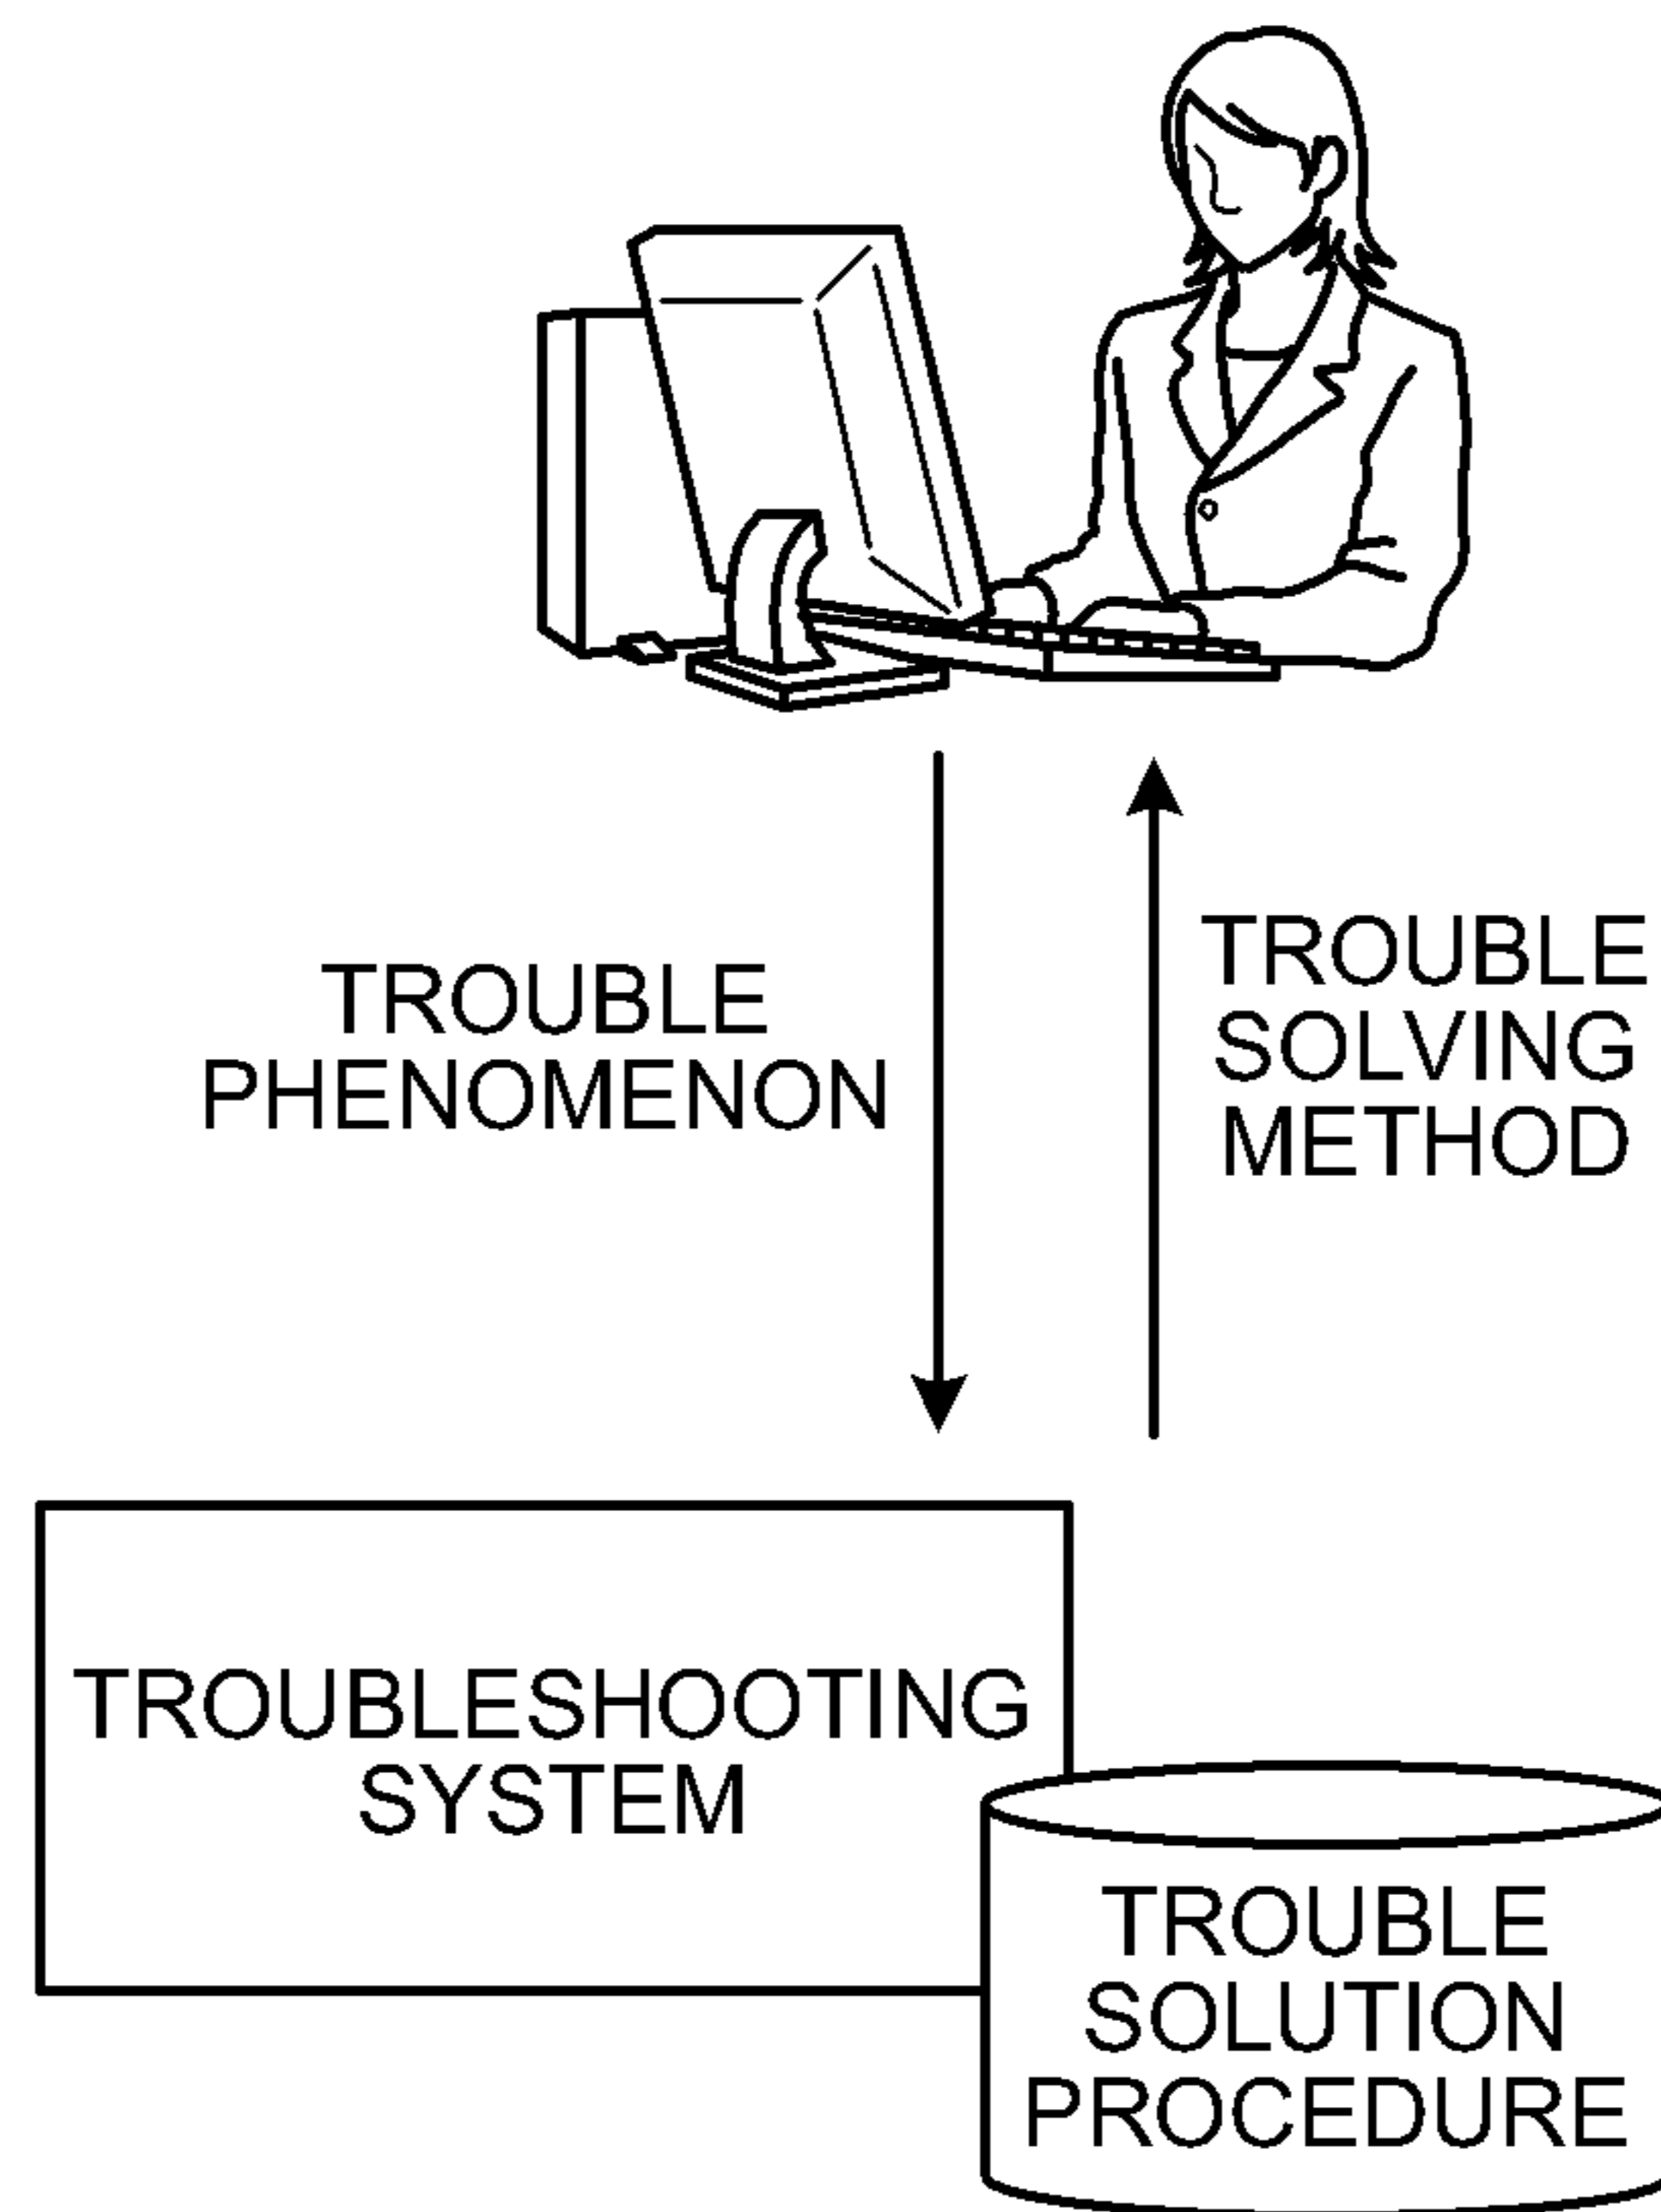 TROUBLE
PHENOMENON
TROUBLE
SOLVING
METHOD
TROUBLESHOOTING
SYSTEM
TROUBLE
SOLUTION
PROCEDURE